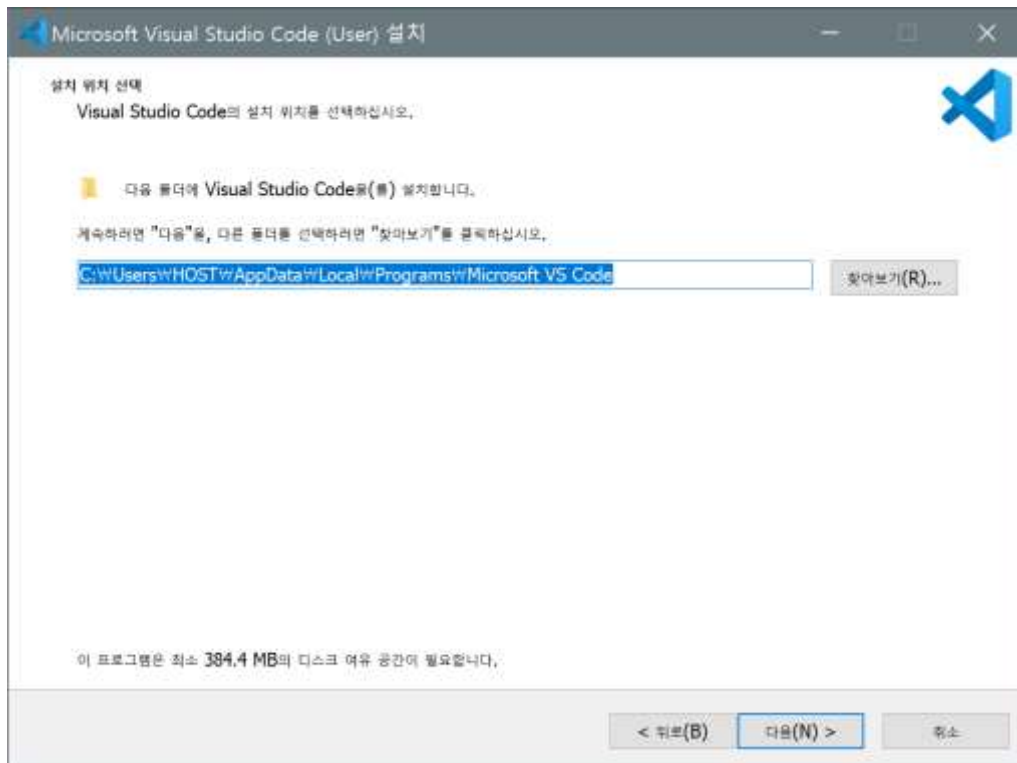 Microsoft Visual Studio Code (User) 설치
설치 위치 선택
Visual Studio Code의 설치 위치를 선택하십시오.
다음 폴더에 Visual Studio Code을(를) 설치합니다.
계속하려면 "다음"을, 다른 폴더를 선택하려면 "찾아보기"를 클릭하십시오.
C:₩Users₩HOST₩AppData₩Local₩Programs₩Microsoft VS Code
찾아보기(R)...
이 프로그램은 최소 384.4 MB의 디스크 여유 공간이 필요합니다.
< 뒤로(B) 다음(N) > 취소